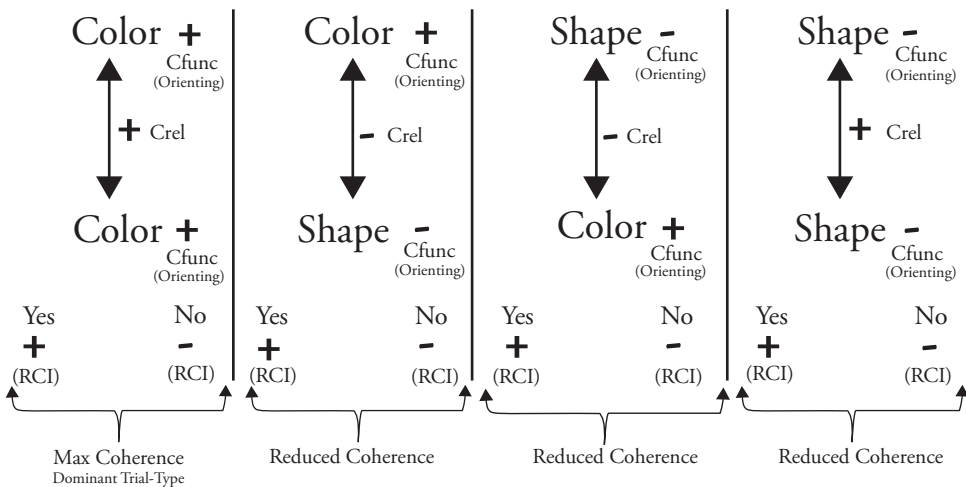 Color +
Cfunc
(Orienting)
+ Crel
Color +
Cfunc
(Orienting)
Yes No
+ -
(RCI) (RCI)
Max Coherence
Dominant Trial-Type
Color +
Cfunc
(Orienting)
- Crel
Shape -
Cfunc
(Orienting)
Yes No
+ -
(RCI) (RCI)
Reduced Coherence
Shape -
Cfunc
(Orienting)
- Crel
Color +
Cfunc
(Orienting)
Yes No
+ -
(RCI) (RCI)
Reduced Coherence
Shape -
Cfunc
(Orienting)
+ Crel
Shape -
Cfunc
(Orienting)
Yes No
+ -
(RCI) (RCI)
Reduced Coherence